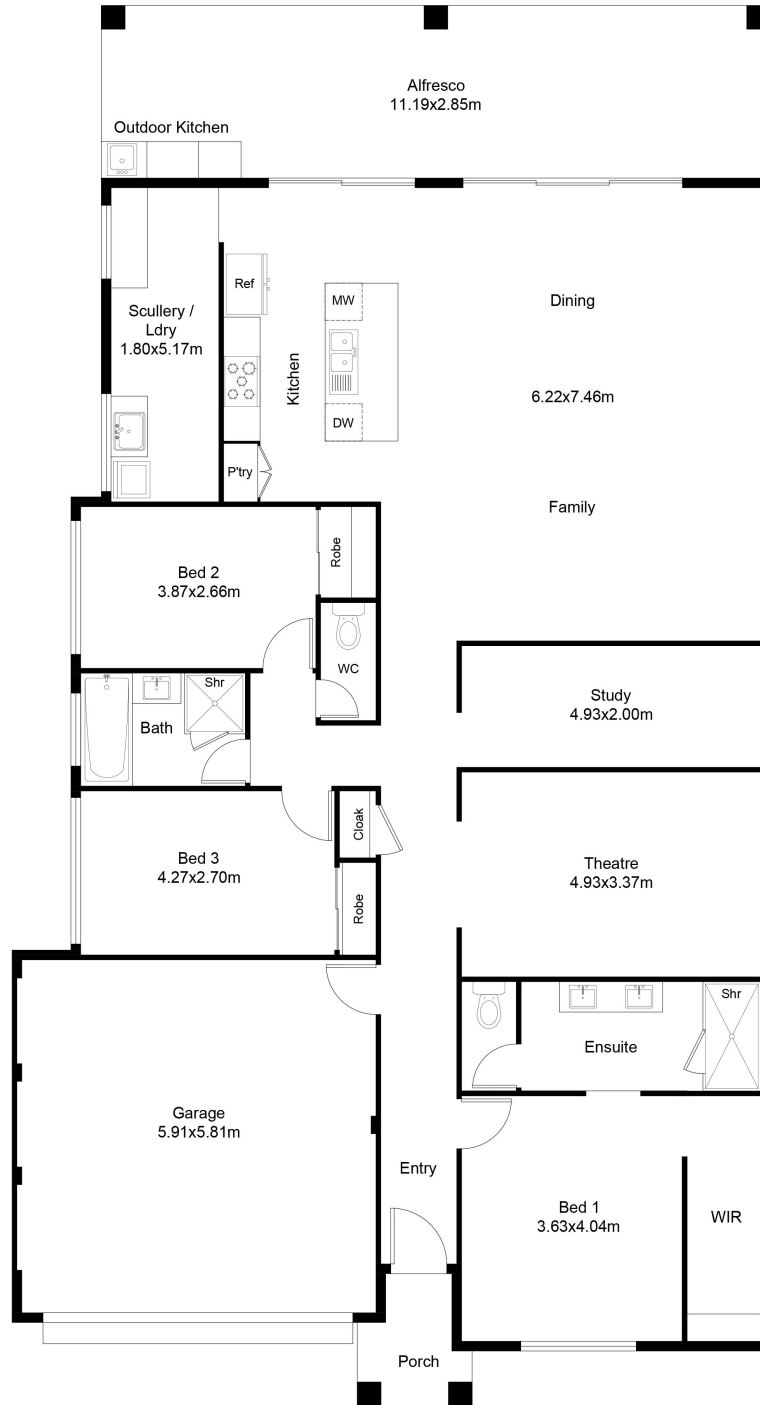 Alfresco
11.19x2.85m
Outdoor Kitchen
Ref
MW
Dining
Scullery /
Ldry
1.80x5.17m
Kitchen
6.22x7.46m
DW
P'try
Family
Bed 2
3.87x2.66m
Robe
WC
Shr
Bath
Study
4.93x2.00m
Cloak
Bed 3
4.27x2.70m
Theatre
4.93x3.37m
Robe
Shr
Ensuite
Garage
5.91x5.81m
Entry
Bed 1
3.63x4.04m
WIR
Porch